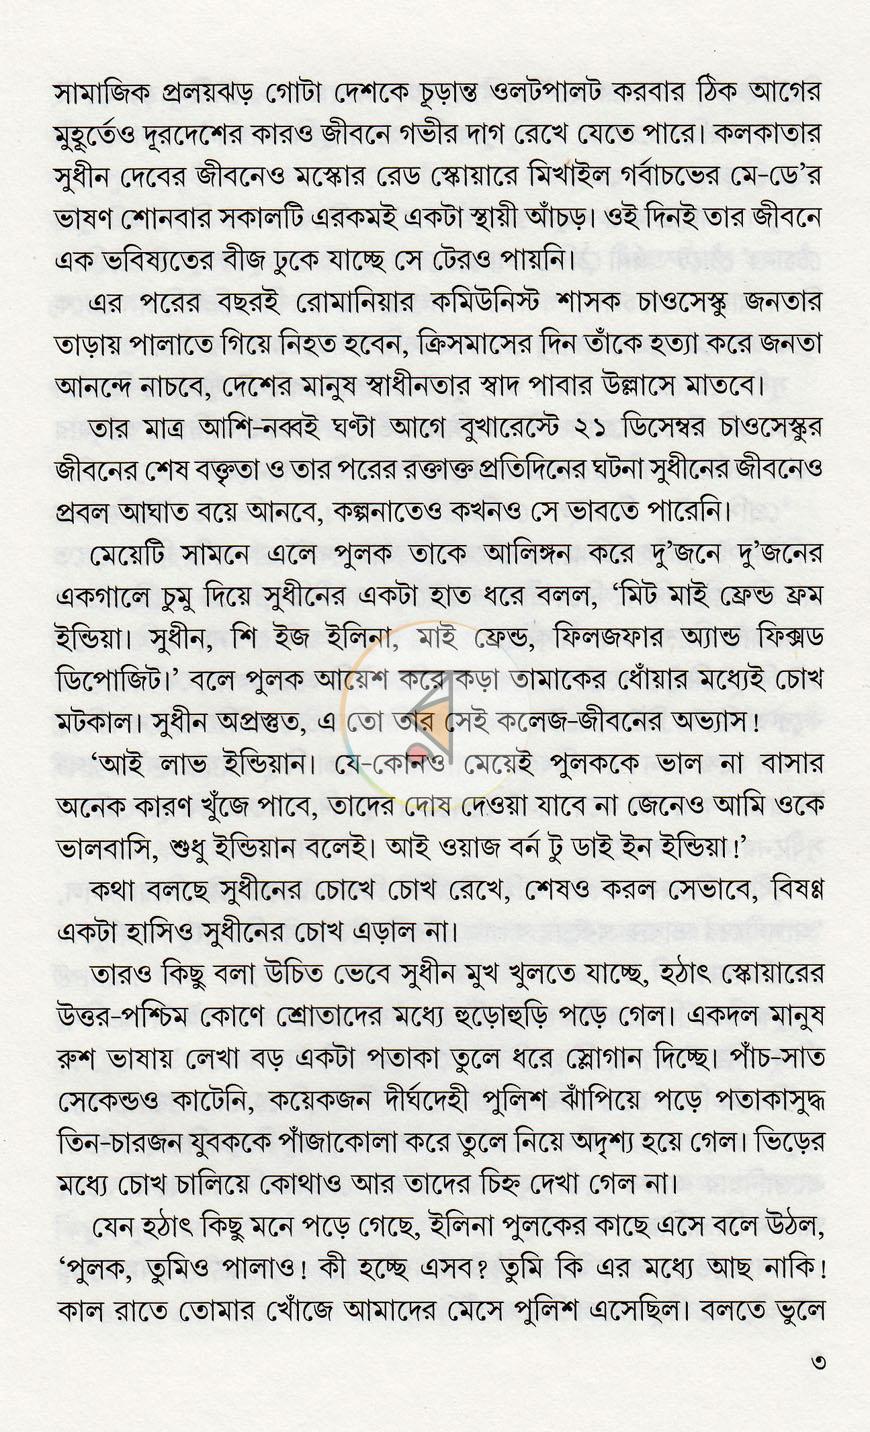 সামাজিক প্রলয়ঝড় গোটা দেশকে চূড়ান্ত ওলটপালট করবার ঠিক আগের
মুহূর্তেও দূরদেশের কারও জীবনে গভীর দাগ রেখে যেতে পারে। কলকাতার
সুধীন দেবের জীবনেও মস্কোর রেড স্কোয়ারে মিখাইল গর্বাচভের মে-ডে’র
ভাষণ শোনবার সকালটি এরকমই একটা স্থায়ী আঁচড়। ওই দিনই তার জীবনে
এক ভবিষ্যতের বীজ ঢুকে যাচ্ছে সে টেরও পায়নি।
এর পরের বছরই রোমানিয়ার কমিউনিস্ট শাসক চাওসেস্কু জনতার
তাড়ায় পালাতে গিয়ে নিহত হবেন, ক্রিসমাসের দিন তাঁকে হত্যা করে জনতা
আনন্দে নাচবে, দেশের মানুষ স্বাধীনতার স্বাদ পাবার উল্লাসে মাতবে।
তার মাত্র আশি-নব্বই ঘণ্টা আগে বুখারেস্টে ২১ ডিসেম্বর চাওসেস্কুর
জীবনের শেষ বক্তৃতা ও তার পরের রক্তাক্ত প্রতিদিনের ঘটনা সুধীনের জীবনেও
প্রবল আঘাত বয়ে আনবে, কল্পনাতেও কখনও সে ভাবতে পারেনি।
মেয়েটি সামনে এলে পুলক তাকে আলিঙ্গন করে দু’জনে দু’জনের
একগালে চুমু দিয়ে সুধীনের একটা হাত ধরে বলল, ‘মিট মাই ফ্রেন্ড ফ্রম
ইন্ডিয়া। সুধীন, শি ইজ ইলিনা, মাই ফ্রেন্ড, ফিলজফার অ্যান্ড ফিক্সড
ডিপোজিট।’ বলে পুলক আয়েশ করে কড়া তামাকের ধোঁয়ার মধ্যেই চোখ
মটকাল। সুধীন অপ্রস্তুত, এ তো তার সেই কলেজ-জীবনের অভ্যাস!
‘আই লাভ ইন্ডিয়ান। যে-কোনও মেয়েই পুলককে ভাল না বাসার
অনেক কারণ খুঁজে পাবে, তাদের দোষ দেওয়া যাবে না জেনেও আমি ওকে
ভালবাসি, শুধু ইন্ডিয়ান বলেই। আই ওয়াজ বর্ন টু ডাই ইন ইন্ডিয়া!’
কথা বলছে সুধীনের চোখে চোখ রেখে, শেষও করল সেভাবে, বিষণ্ণ
একটা হাসিও সুধীনের চোখ এড়াল না।
তারও কিছু বলা উচিত ভেবে সুধীন মুখ খুলতে যাচ্ছে, হঠাৎ স্কোয়ারের
উত্তর-পশ্চিম কোণে শ্রোতাদের মধ্যে হুড়োহুড়ি পড়ে গেল। একদল মানুষ
রুশ ভাষায় লেখা বড় একটা পতাকা তুলে ধরে স্লোগান দিচ্ছে। পাঁচ-সাত
সেকেন্ডও কাটেনি, কয়েকজন দীর্ঘদেহী পুলিশ ঝাঁপিয়ে পড়ে পতাকাসুদ্ধ
তিন-চারজন যুবককে পাঁজাকোলা করে তুলে নিয়ে অদৃশ্য হয়ে গেল। ভিড়ের
মধ্যে চোখ চালিয়ে কোথাও আর তাদের চিহ্ন দেখা গেল না।
যেন হঠাৎ কিছু মনে পড়ে গেছে, ইলিনা পুলকের কাছে এসে বলে উঠল,
‘পুলক, তুমিও পালাও! কী হচ্ছে এসব? তুমি কি এর মধ্যে আছ নাকি!
কাল রাতে তোমার খোঁজে আমাদের মেসে পুলিশ এসেছিল। বলতে ভুলে
৩